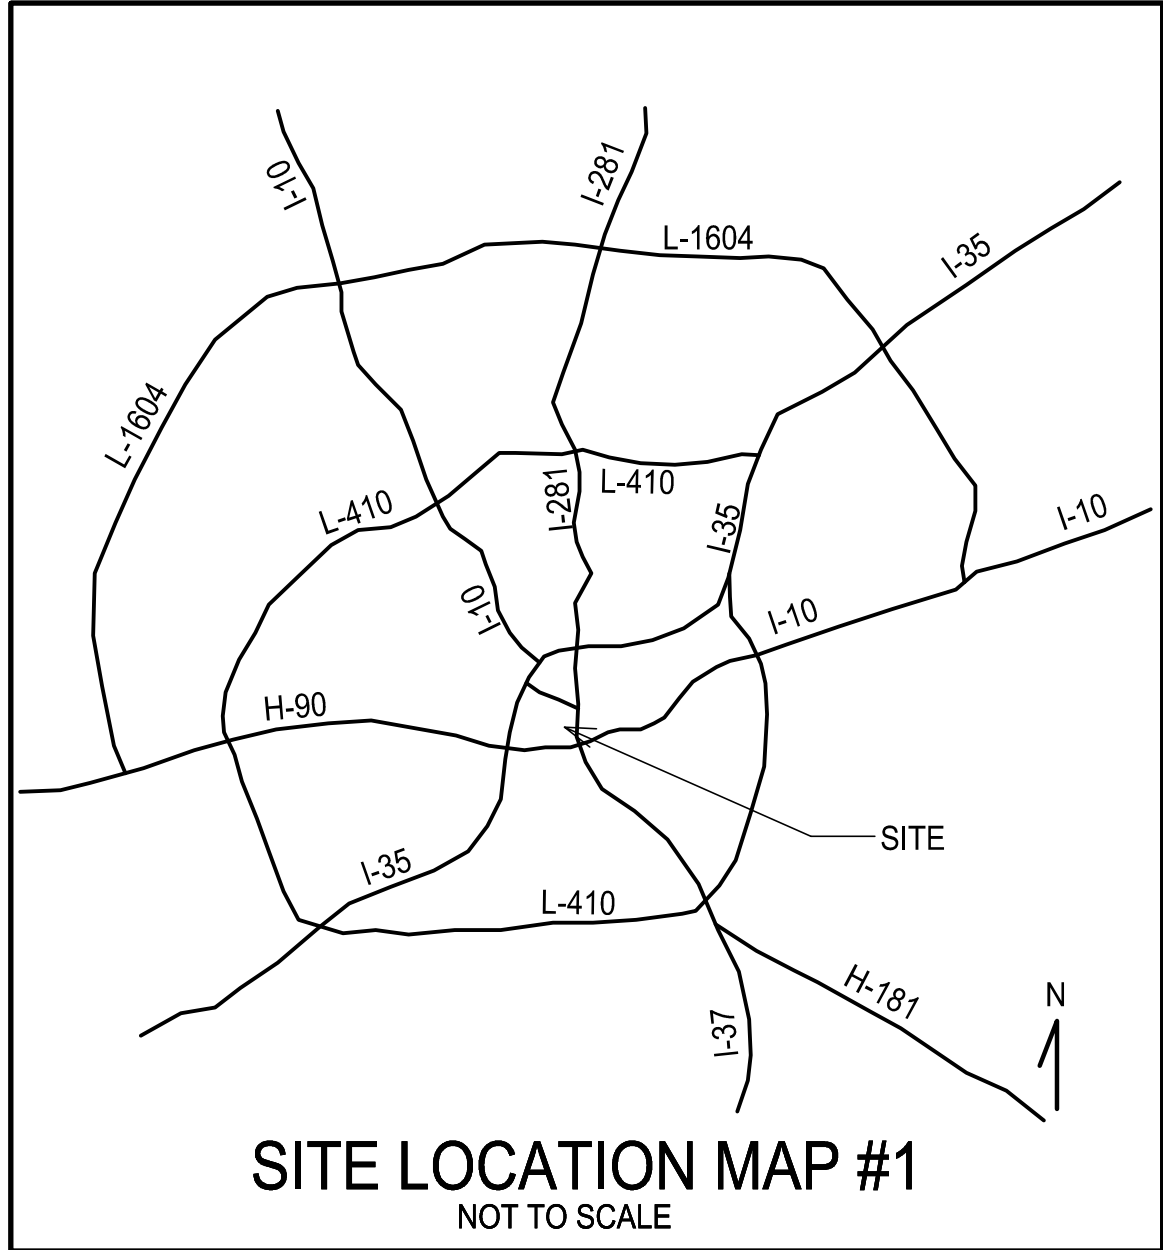 I-10
I-281
L-1604
I-35
L-1604
L-410
I-281
L-410
I-35
I-10
I-10
I-10
H-90
SITE
I-35
L-410
H-181
N
I-37
SITE LOCATION MAP #1
NOT TO SCALE